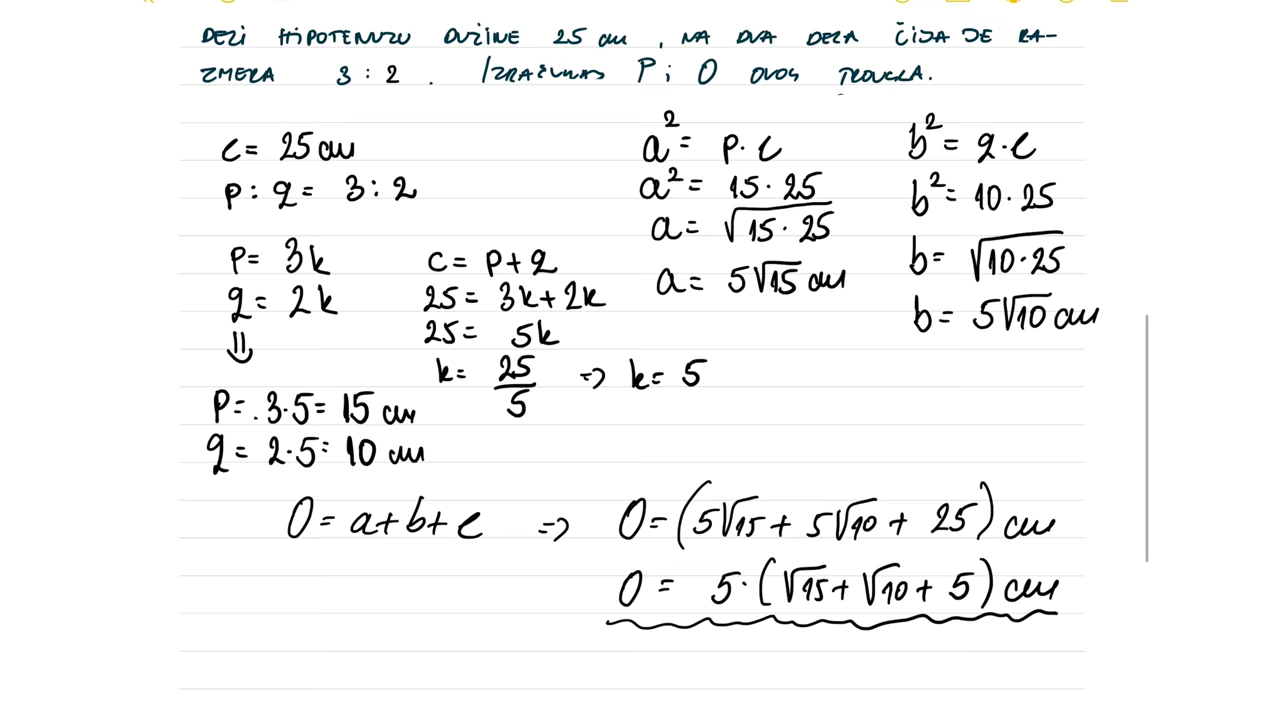 DELI HIPOTENUZU DUŽINE 25 cm, NA DVA DELA ČIJA JE RA-
ZMERA 3 : 2. IZRAČUNAJ P i O OVOG TROUGLA.
c = 25 cm
p : q = 3 : 2
p = 3k
q = 2k
⇓
p = 3·5 = 15 cm
q = 2·5 = 10 cm
c = p + q
25 = 3k + 2k
25 = 5k
k = 25/5 ⇒ k = 5
a² = p · c
a² = 15 · 25
a = √(15 · 25)
a = 5√15 cm
b² = q · c
b² = 10 · 25
b = √(10 · 25)
b = 5√10 cm
O = a + b + c ⇒ O = (5√15 + 5√10 + 25) cm
O = 5 · (√15 + √10 + 5) cm